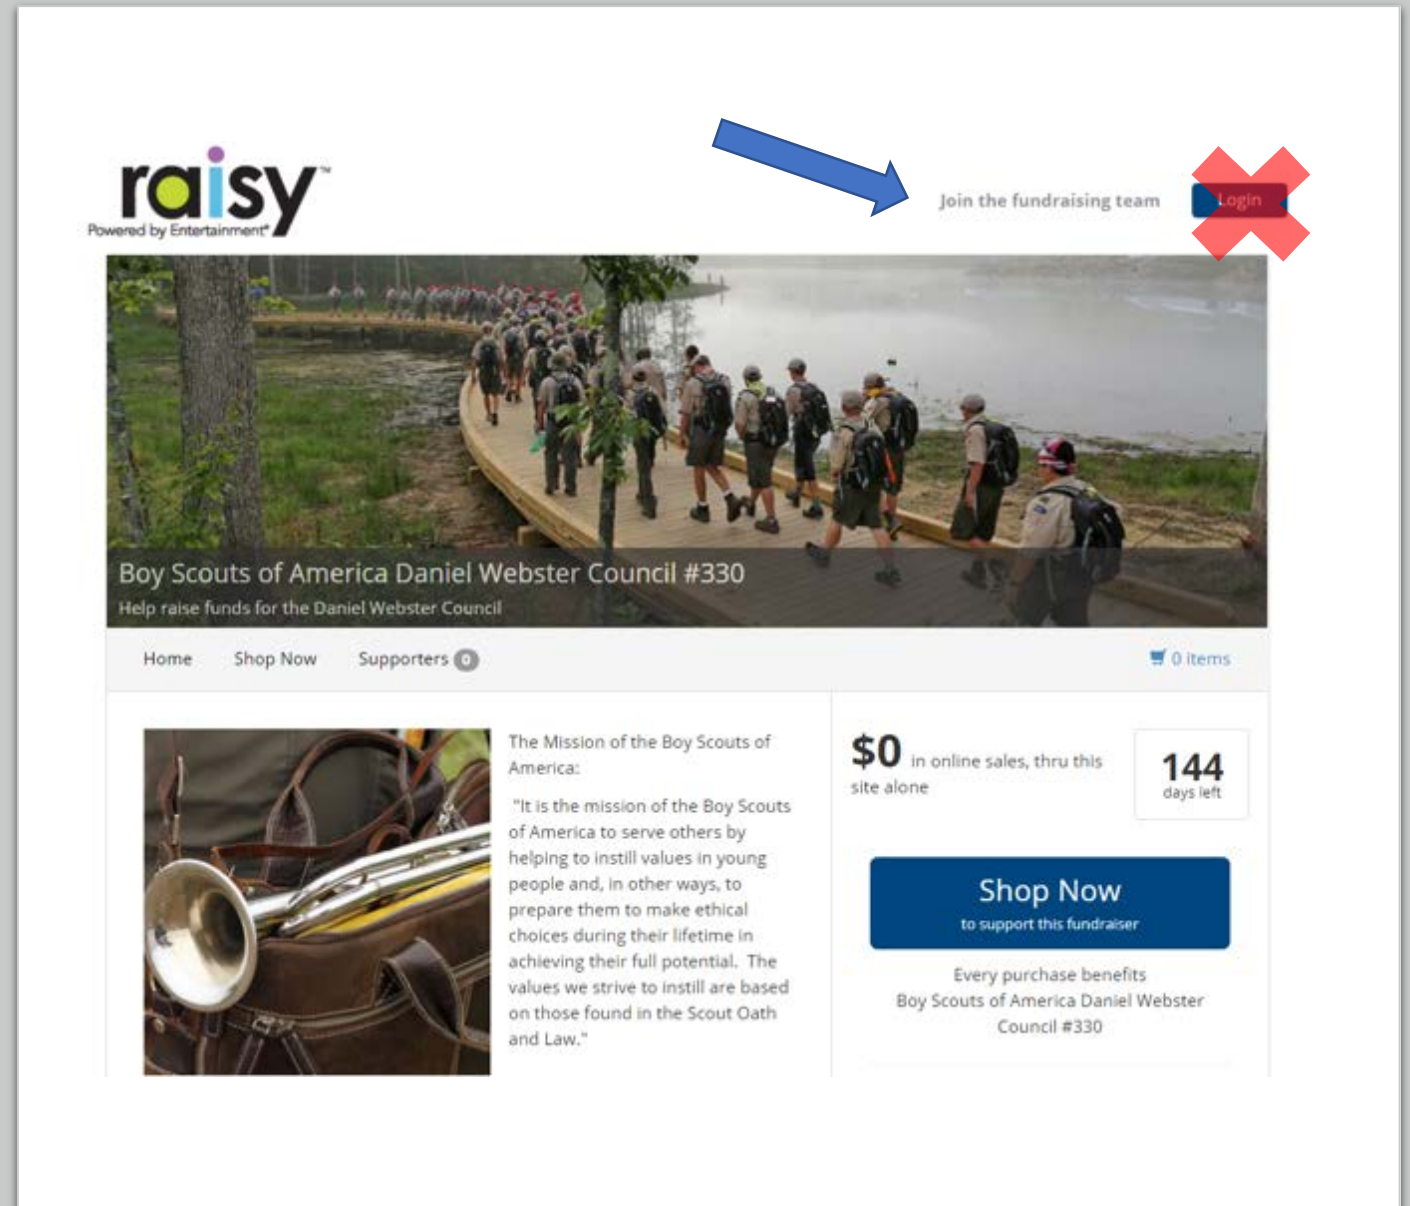 raisy™
Powered by Entertainment®
Join the fundraising team
Login
Boy Scouts of America Daniel Webster Council #330
Help raise funds for the Daniel Webster Council
Home Shop Now Supporters 0
0 items
The Mission of the Boy Scouts of
America:
"It is the mission of the Boy Scouts
of America to serve others by
helping to instill values in young
people and, in other ways, to
prepare them to make ethical
choices during their lifetime in
achieving their full potential. The
values we strive to instill are based
on those found in the Scout Oath
and Law."
$0 in online sales, thru this
site alone
144
days left
Shop Now
to support this fundraiser
Every purchase benefits
Boy Scouts of America Daniel Webster
Council #330